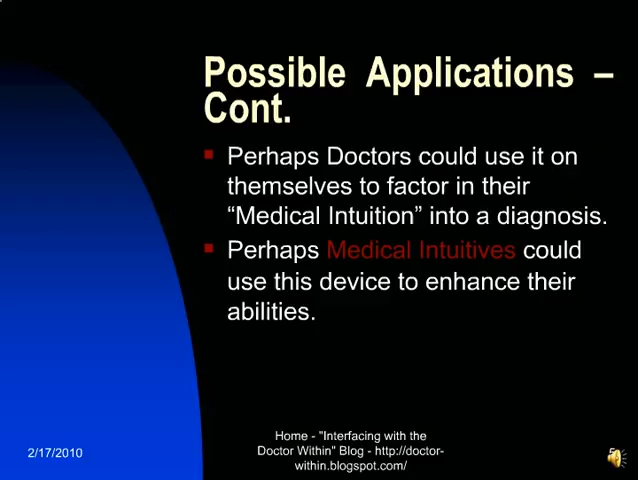 Possible Applications –
Cont.
Perhaps Doctors could use it on
themselves to factor in their
“Medical Intuition” into a diagnosis.
Perhaps Medical Intuitives could
use this device to enhance their
abilities.
2/17/2010
Home - "Interfacing with the
Doctor Within" Blog - http://doctor-
within.blogspot.com/